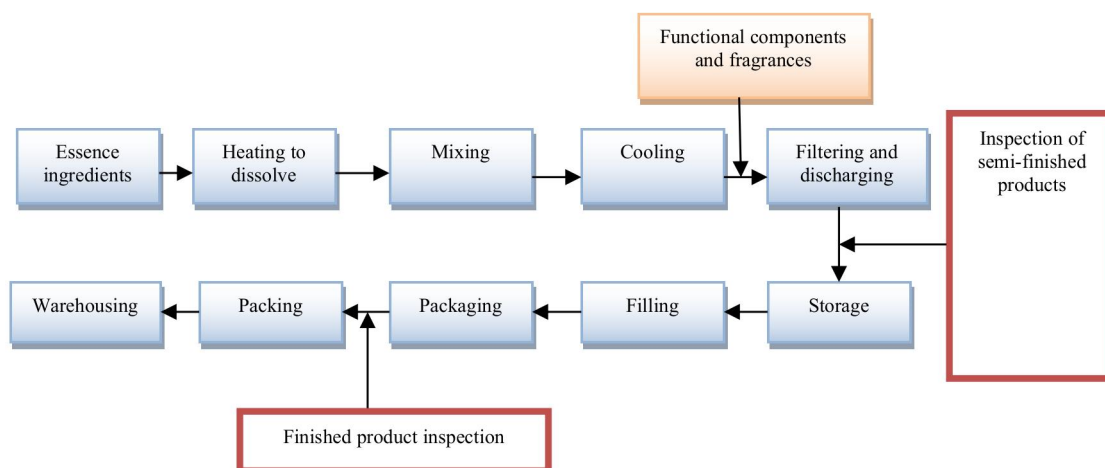 Functional components
and fragrances
Essence
ingredients
Heating to
dissolve
Mixing
Cooling
Filtering and
discharging
Inspection of
semi-finished
products
Warehousing
Packing
Packaging
Filling
Storage
Finished product inspection